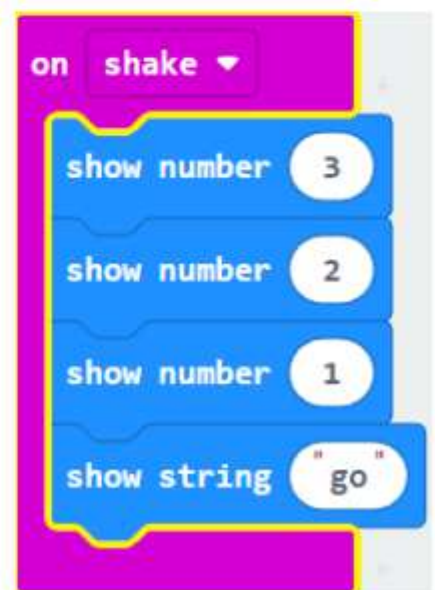 on shake
show number 3
show number 2
show number 1
show string "go"